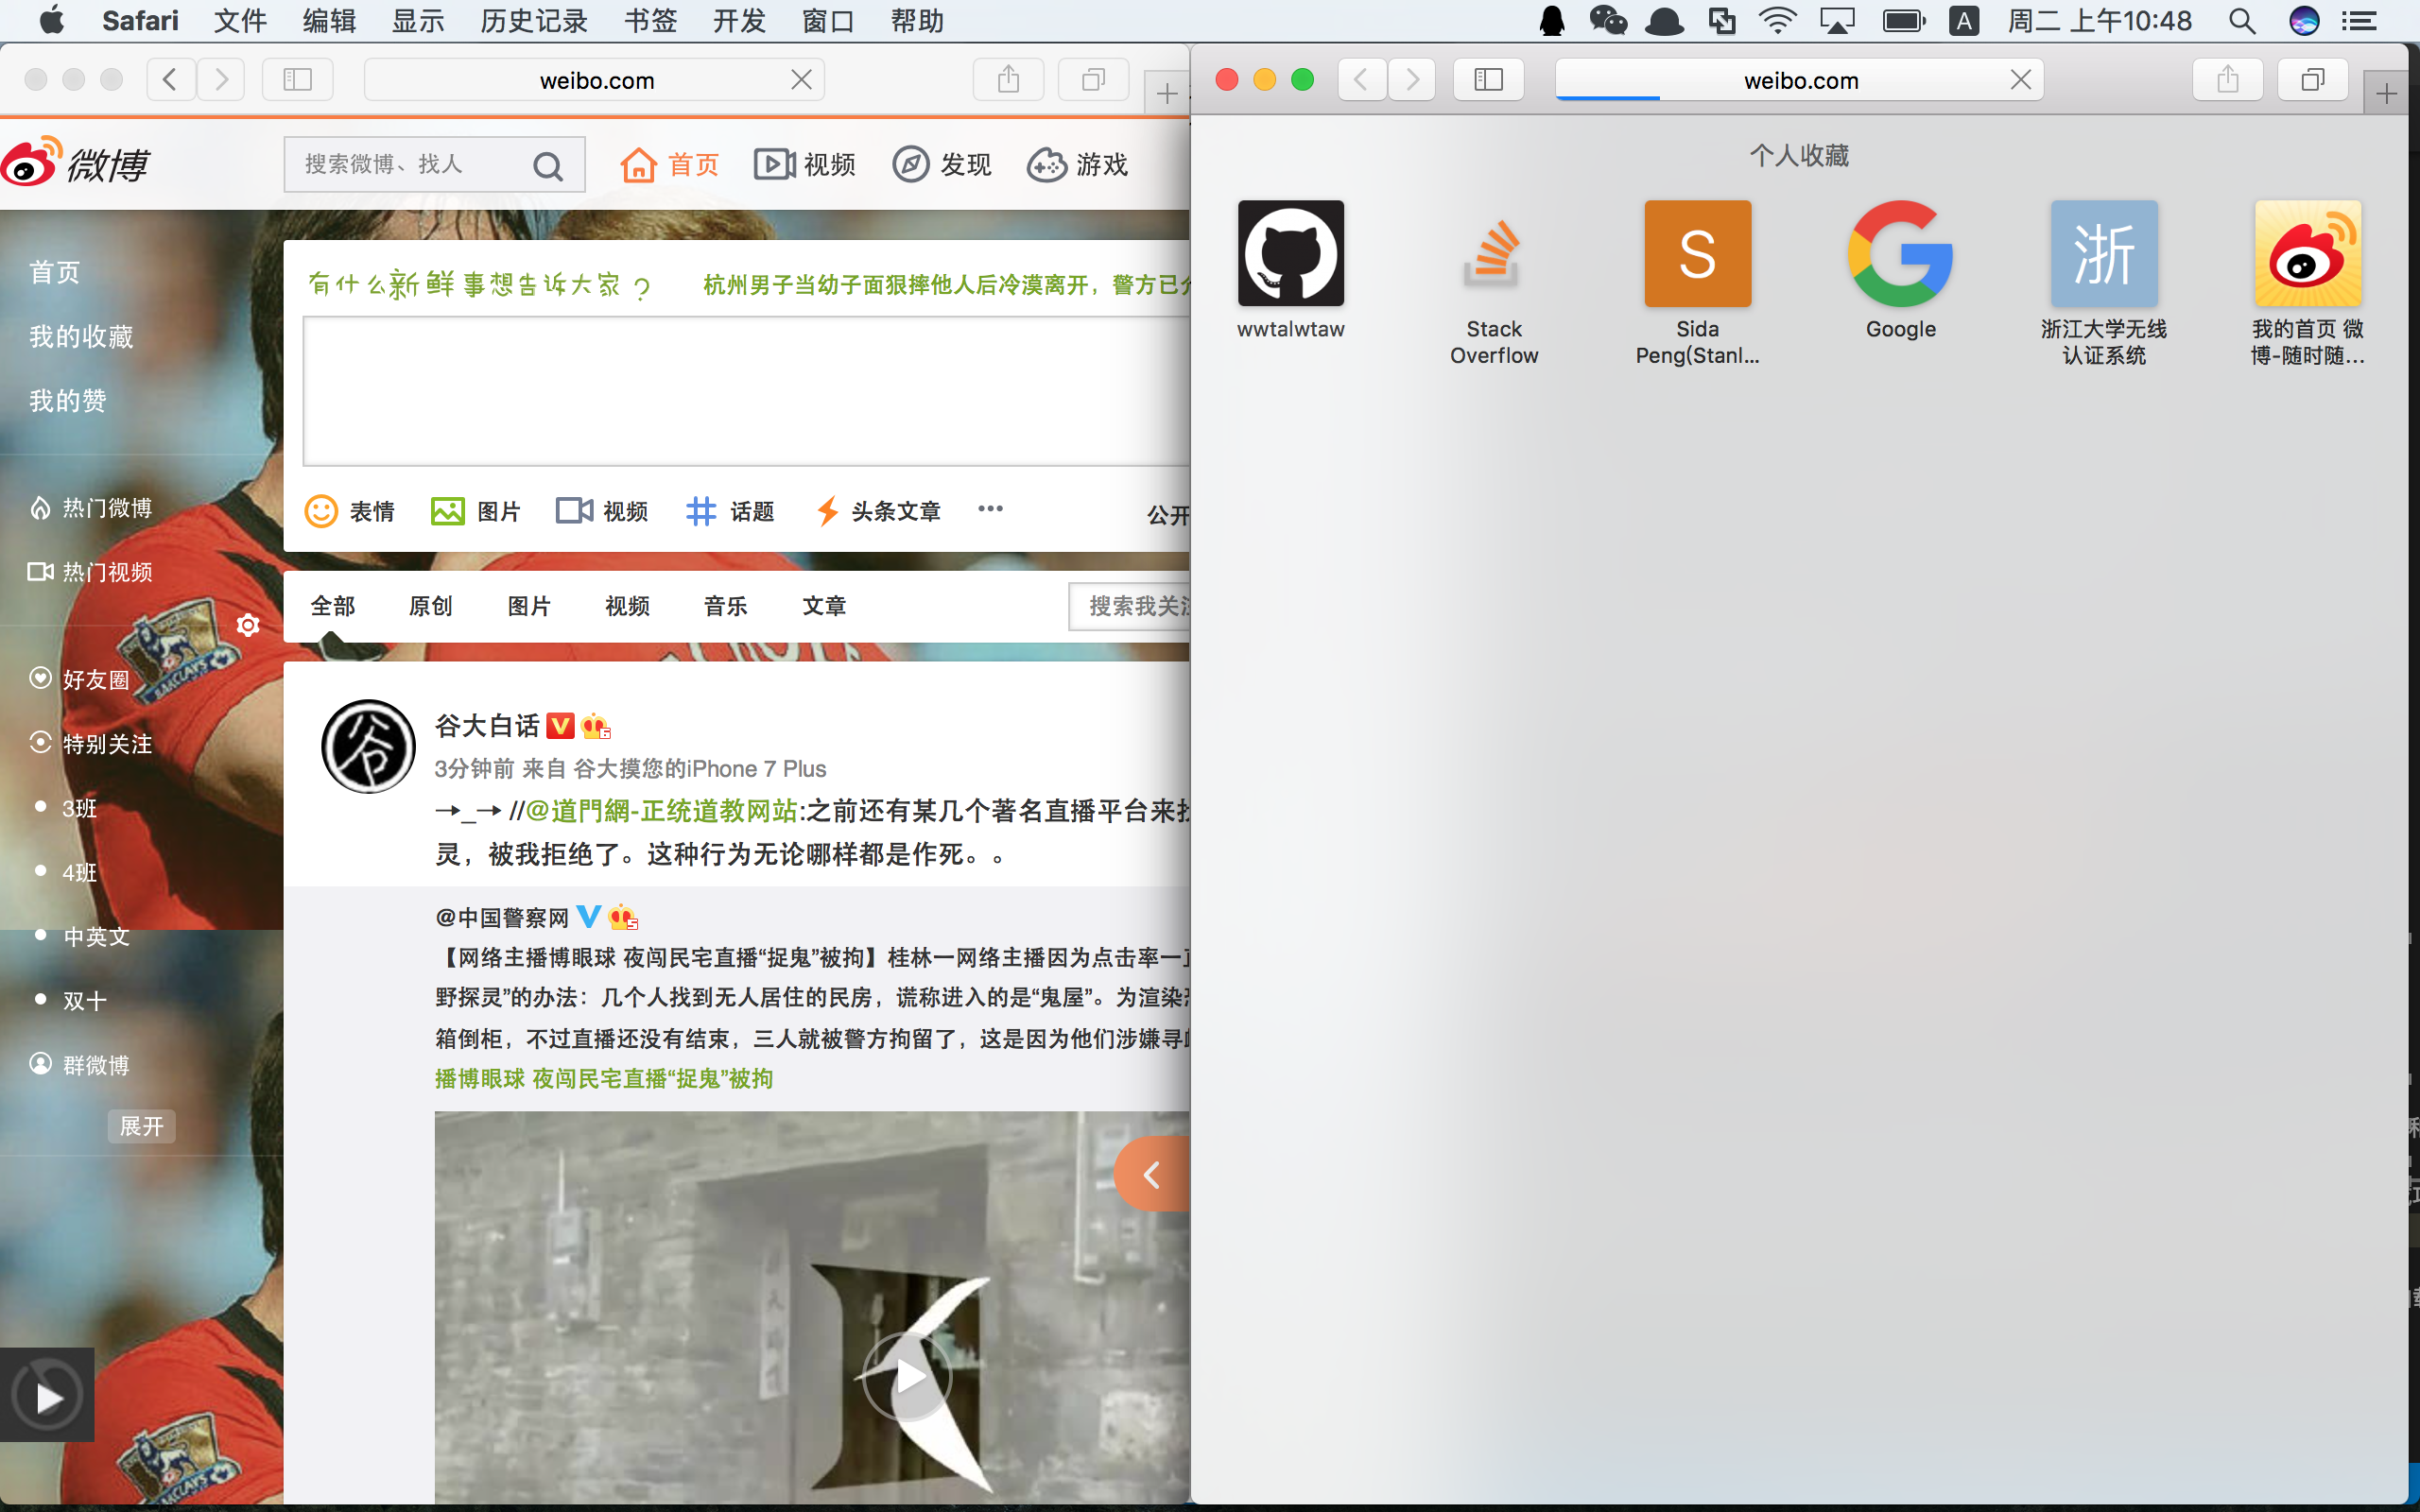 Safari 文件 编辑 显示 历史记录 书签 开发 窗口 帮助 A 周二 上午10:48
weibo.com
微博 搜索微博、找人 首页 视频 发现 游戏
首页
我的收藏
我的赞
热门微博
热门视频
好友圈
特别关注
3班
4班
中英文
双十
群微博
展开
有什么新鲜事想告诉大家？ 杭州男子当幼子面狠摔他人后冷漠离开，警方已介
表情 图片 视频 话题 头条文章 ••• 公开
全部 原创 图片 视频 音乐 文章 搜索我关注
谷
谷大白话 V 6
3分钟前 来自 谷大摸您的iPhone 7 Plus
→_→ //@道門網-正统道教网站:之前还有某几个著名直播平台来找
灵，被我拒绝了。这种行为无论哪样都是作死。。
@中国警察网 V 5
【网络主播博眼球 夜闯民宅直播“捉鬼”被拘】桂林一网络主播因为点击率一直
野探灵”的办法：几个人找到无人居住的民房，谎称进入的是“鬼屋”。为渲染恐
箱倒柜，不过直播还没有结束，三人就被警方拘留了，这是因为他们涉嫌寻衅
播博眼球 夜闯民宅直播“捉鬼”被拘
BARCLAYS
weibo.com
个人收藏
wwtalwtaw
Stack
Overflow
S
Sida
Peng(Stanl...
Google
浙
浙江大学无线
认证系统
我的首页 微
博-随时随...